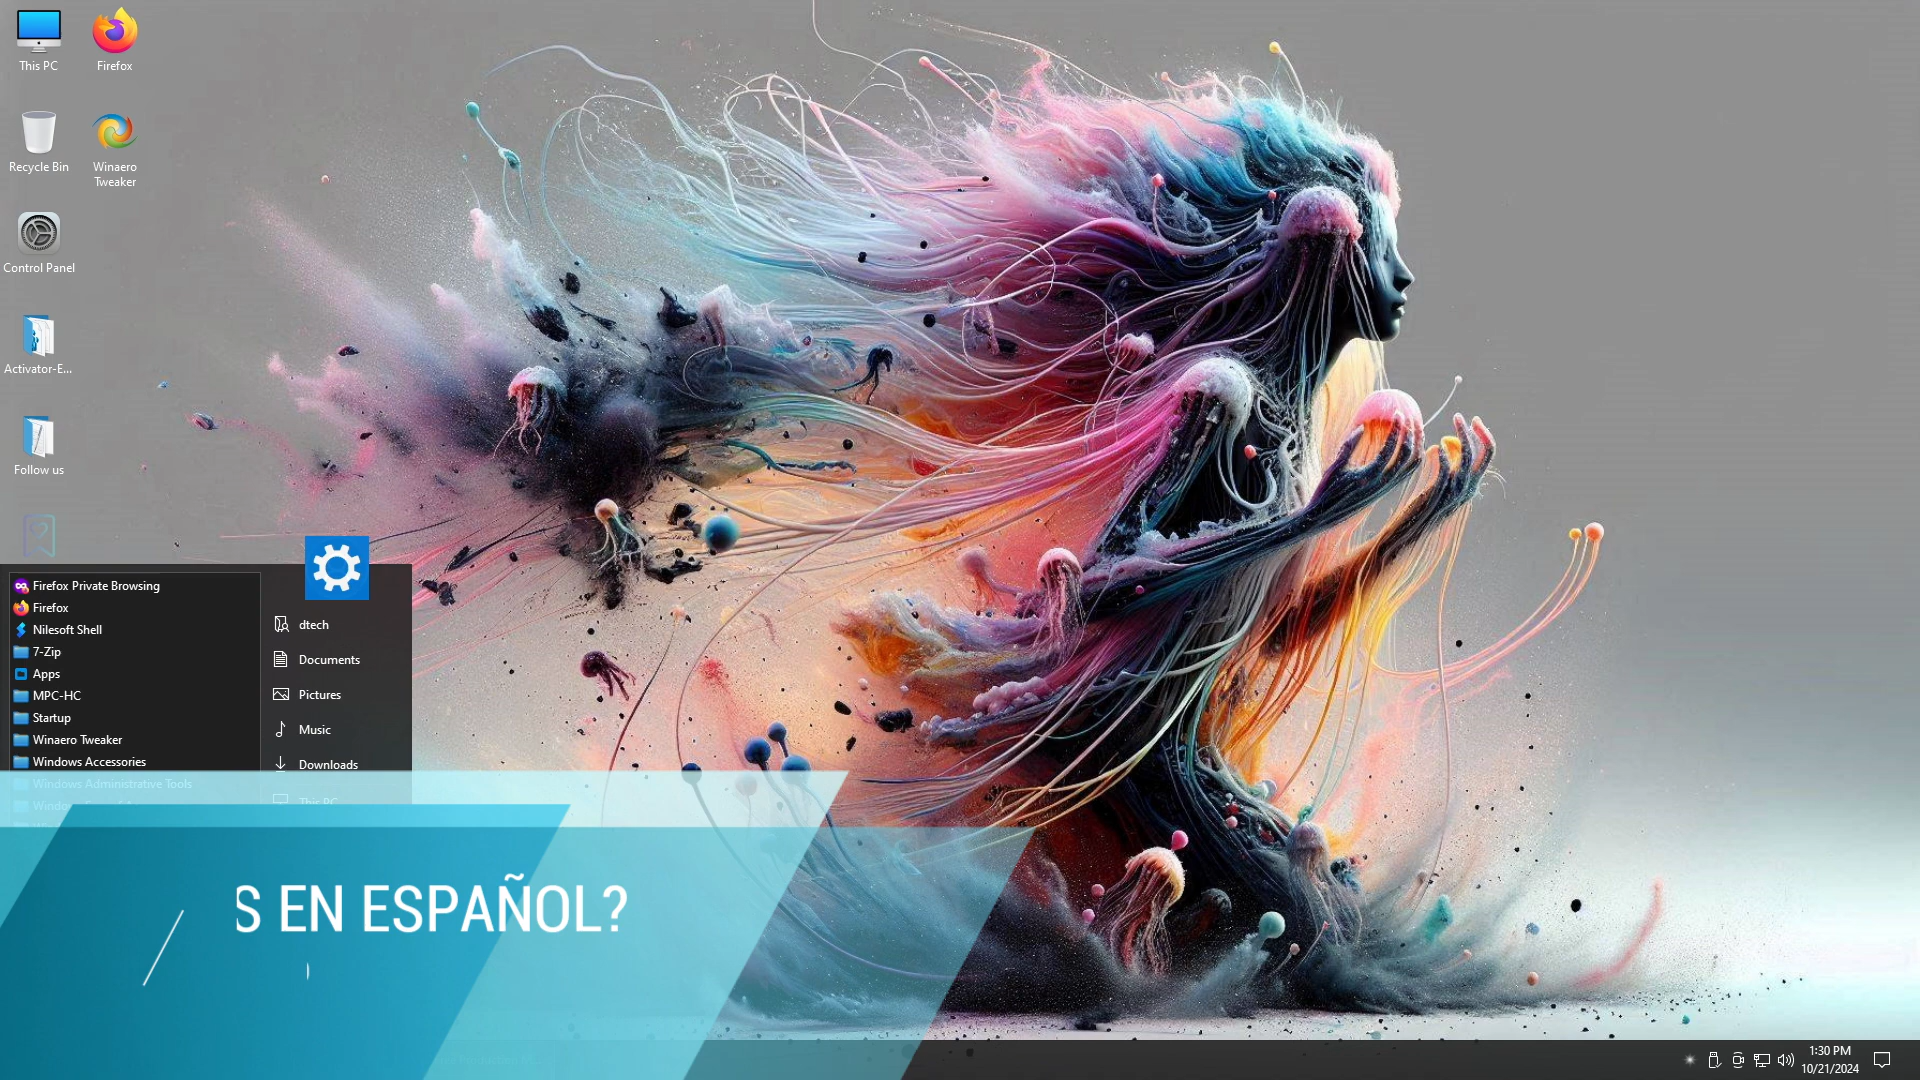 This PC
Firefox
Recycle Bin
Winaero
Tweaker
Control Panel
Activator-E...
Follow us
Firefox Private Browsing
Firefox
Nilesoft Shell
7-Zip
Apps
MPC-HC
Startup
Winaero Tweaker
Windows Accessories
Windows Administrative Tools
dtech
Documents
Pictures
Music
Downloads
This PC
S EN ESPAÑOL?
1:30 PM
10/21/2024